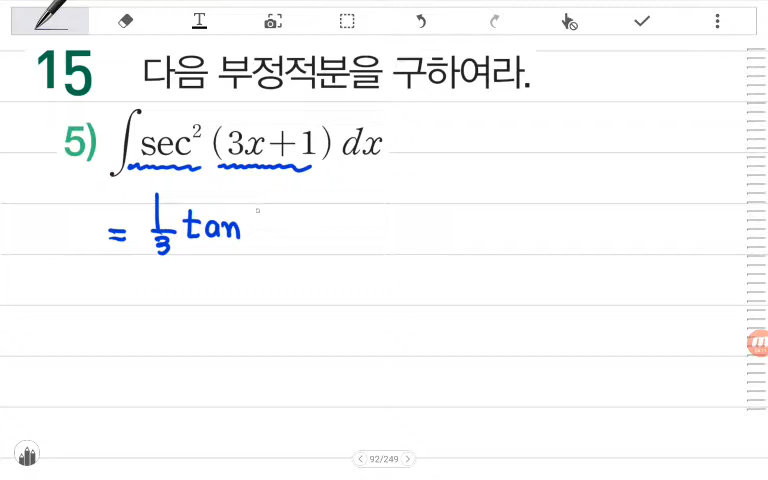 T
15 다음 부정적분을 구하여라.
5) ∫sec² (3x+1) dx
= 1/3 tan
92/249